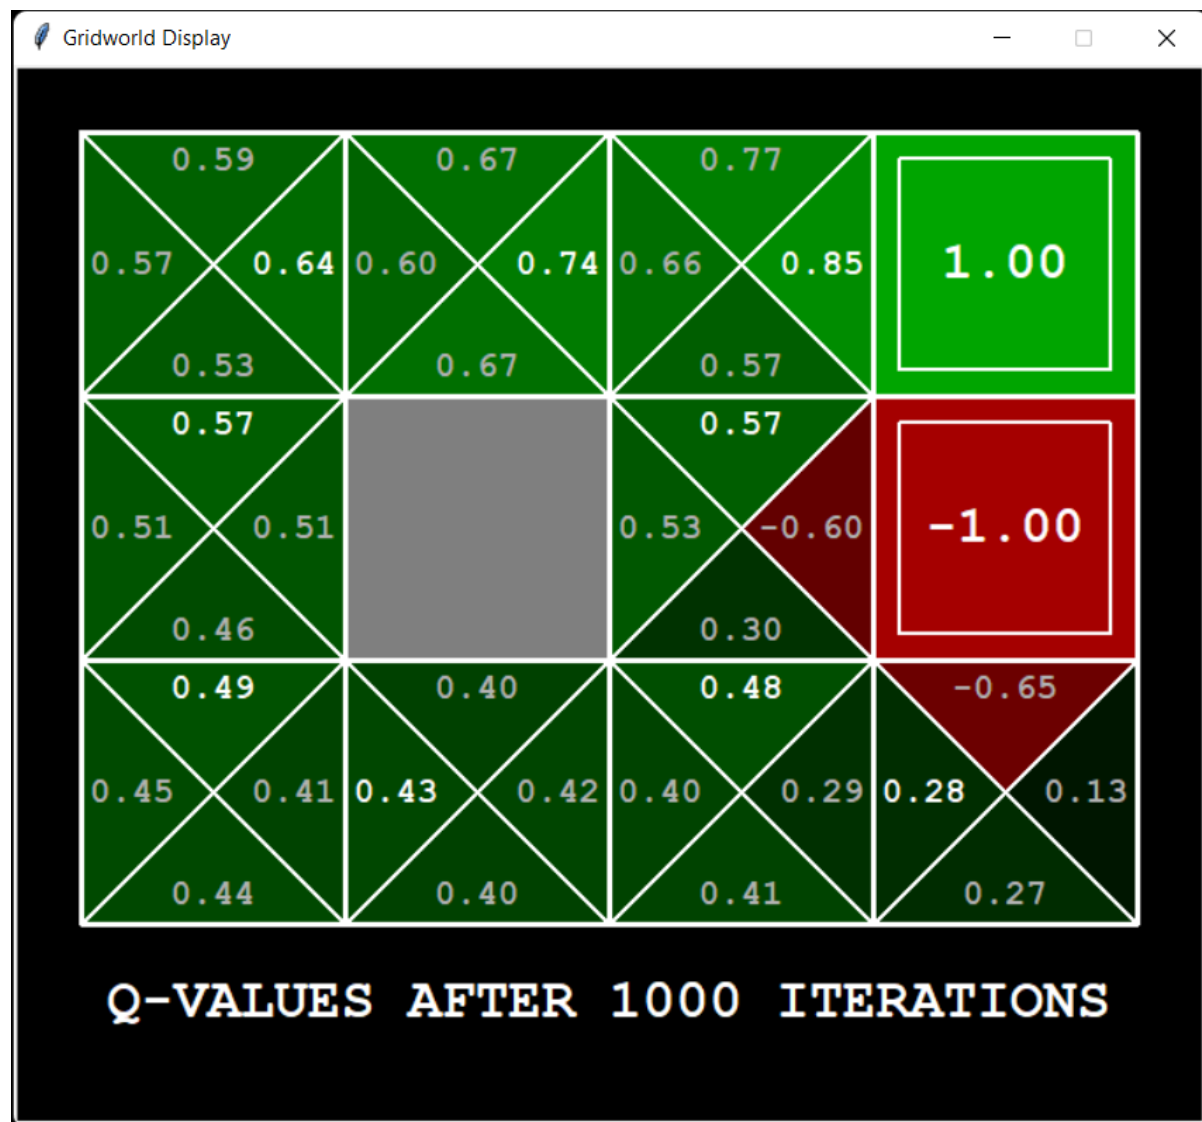 Gridworld Display
0.59 0.67 0.77
0.57 0.64 0.60 0.74 0.66 0.85 1.00
0.53 0.67 0.57
0.57 0.57
0.51 0.51 0.53 -0.60 -1.00
0.46 0.30
0.49 0.40 0.48 -0.65
0.45 0.41 0.43 0.42 0.40 0.29 0.28 0.13
0.44 0.40 0.41 0.27
Q-VALUES AFTER 1000 ITERATIONS